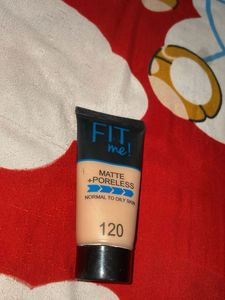 FIT
me!
MATTE
+PORELESS
NORMAL TO OILY SKIN
120